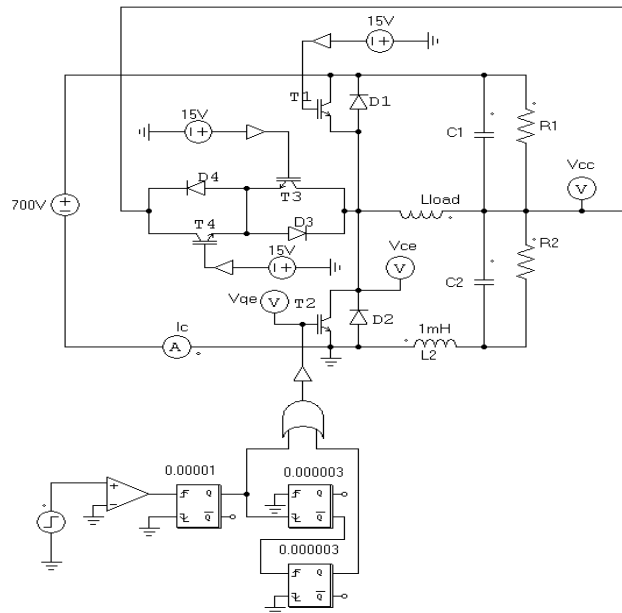 15V
T1
D1
C1
R1
15V
Vcc
V
D4
T3
Lload
700V
T4
D3
15V
Vce
V
R2
Vqe
V
T2
C2
D2
Ic
A
1mH
L2
0.00001
0.000003
Q
Q
Q
Q
0.000003
Q
Q